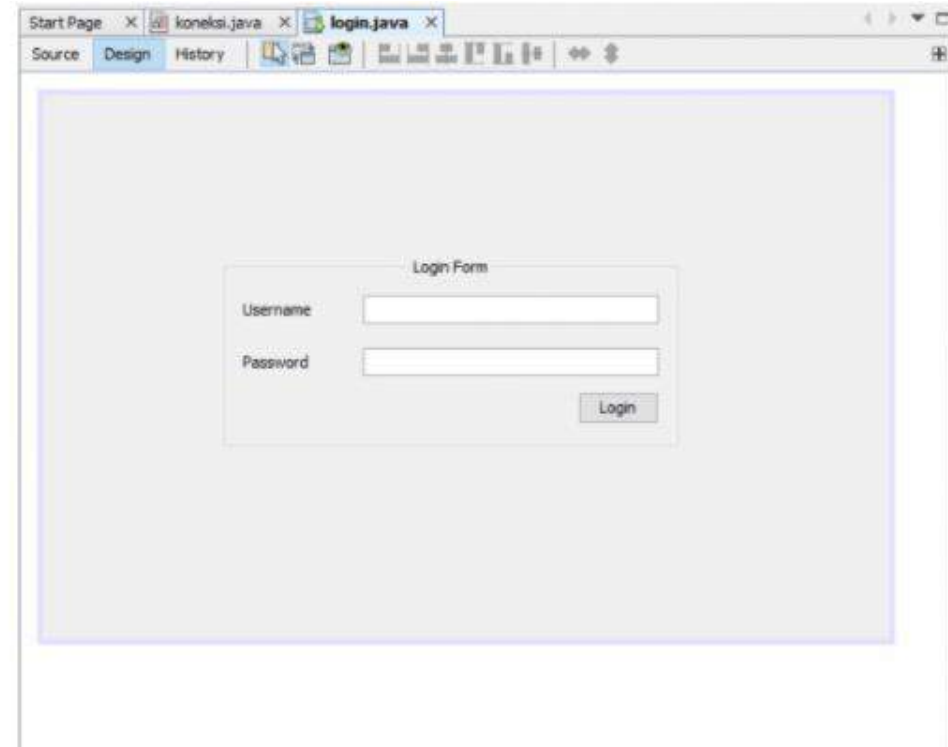 Start Page koneksi.java login.java
Source Design History
Login Form
Username
Password
Login